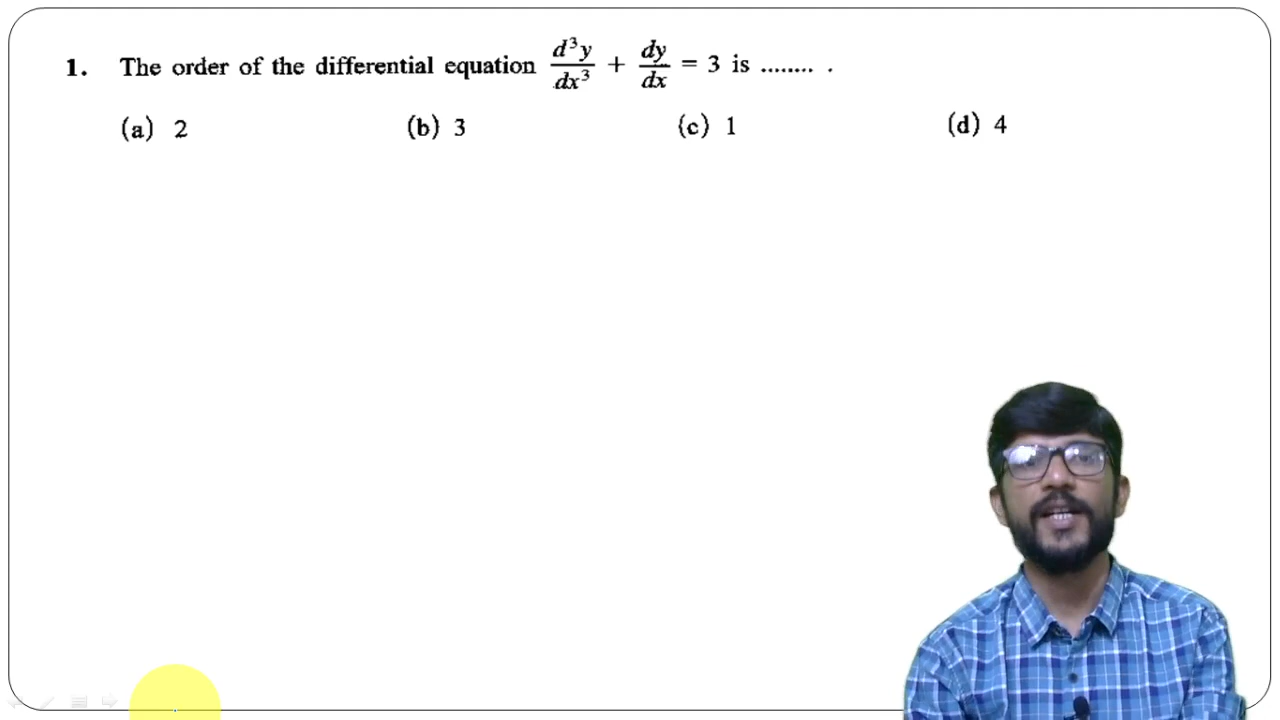 1. The order of the differential equation d³y/dx³ + dy/dx = 3 is ........ .
(a) 2 (b) 3 (c) 1 (d) 4